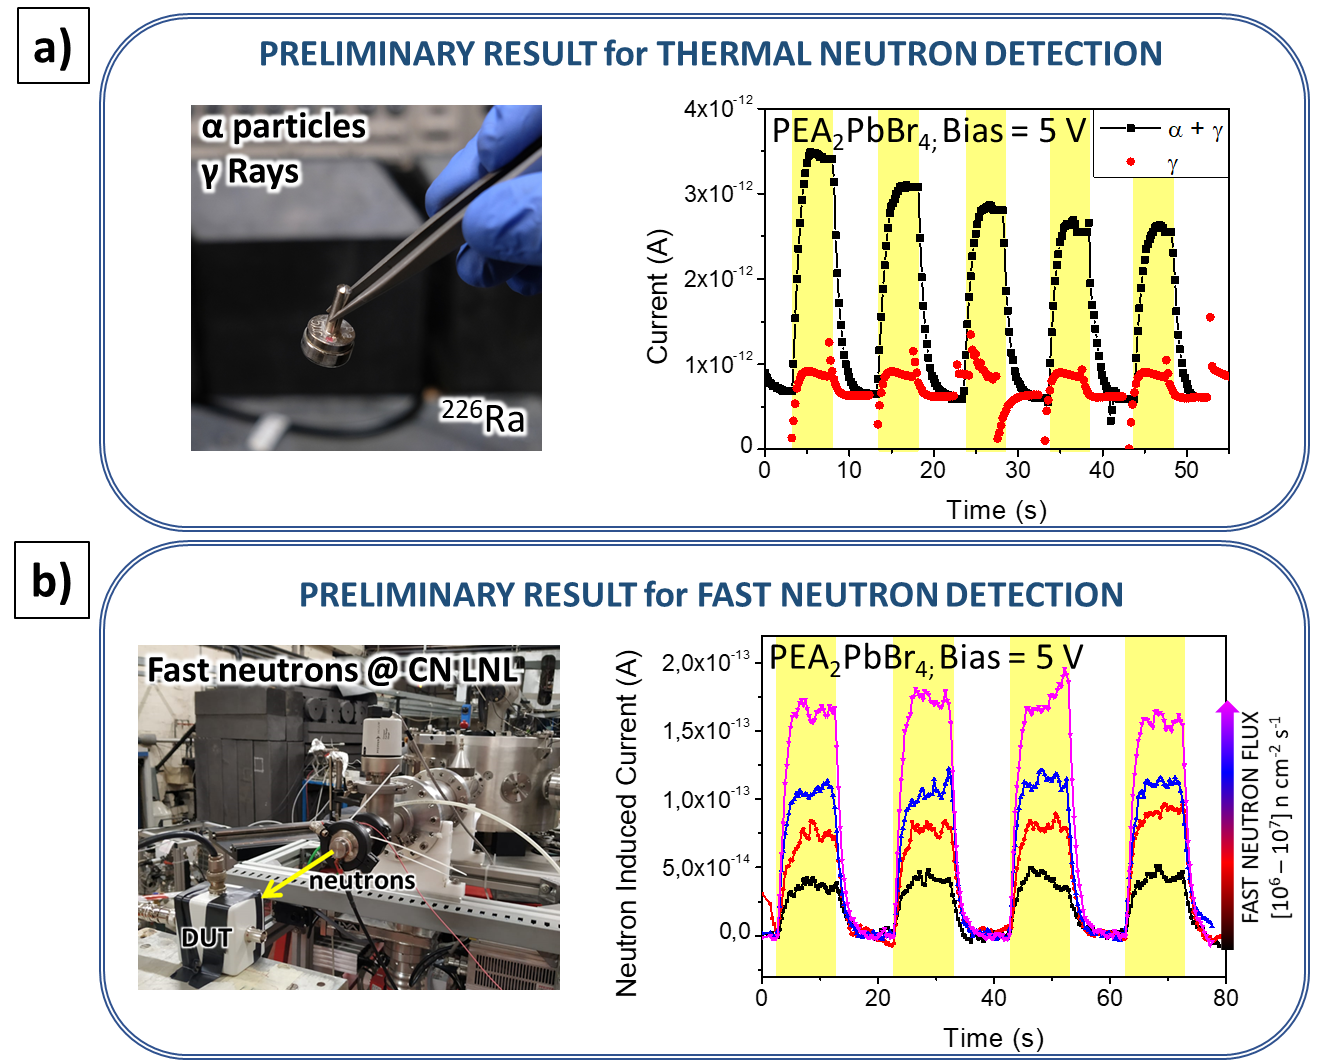 a)
PRELIMINARY RESULT for THERMAL NEUTRON DETECTION
α particles
γ Rays
²²⁶Ra
PEA₂PbBr₄; Bias = 5 V
α + γ
γ
4x10⁻¹²
3x10⁻¹²
2x10⁻¹²
1x10⁻¹²
0
Current (A)
0 10 20 30 40 50
Time (s)
b)
PRELIMINARY RESULT for FAST NEUTRON DETECTION
Fast neutrons @ CN LNL
neutrons
DUT
PEA₂PbBr₄; Bias = 5 V
2,0x10⁻¹³
1,5x10⁻¹³
1,0x10⁻¹³
5,0x10⁻¹⁴
0,0
Neutron Induced Current (A)
0 20 40 60 80
Time (s)
FAST NEUTRON FLUX
[10⁶ – 10⁷] n cm⁻² s⁻¹